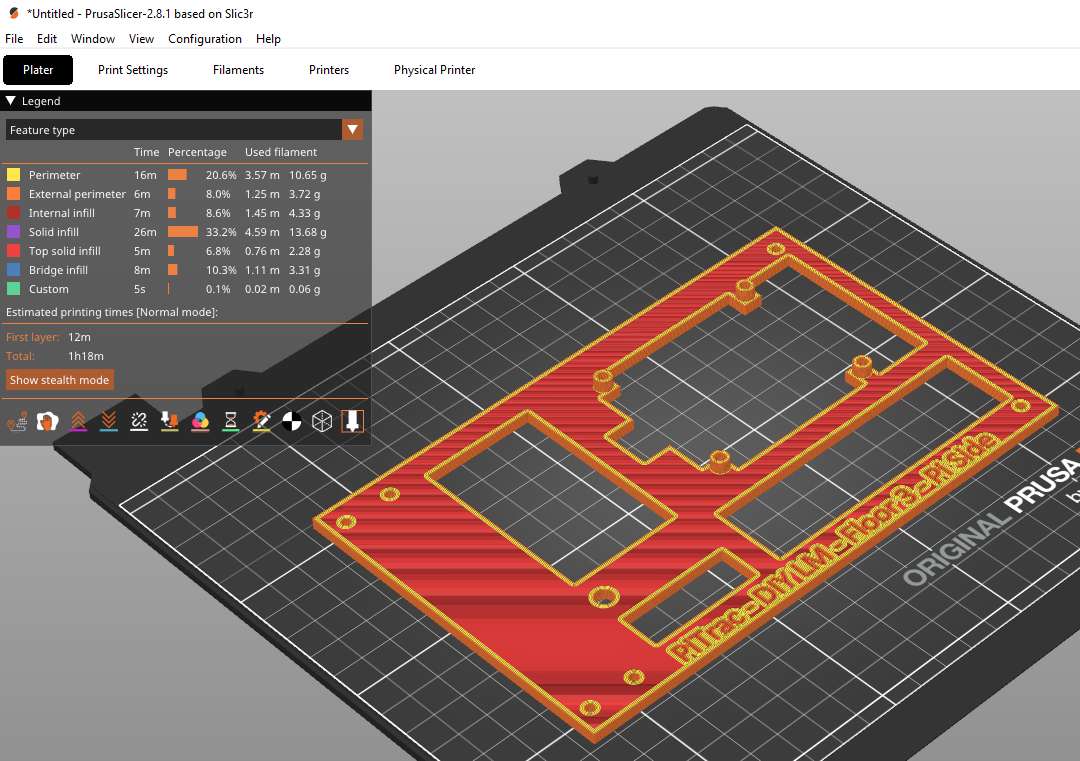 *Untitled - PrusaSlicer-2.8.1 based on Slic3r
File Edit Window View Configuration Help
Plater Print Settings Filaments Printers Physical Printer
Legend
Feature type
Time Percentage Used filament
Perimeter 16m 20.6% 3.57 m 10.65 g
External perimeter 6m 8.0% 1.25 m 3.72 g
Internal infill 7m 8.6% 1.45 m 4.33 g
Solid infill 26m 33.2% 4.59 m 13.68 g
Top solid infill 5m 6.8% 0.76 m 2.28 g
Bridge infill 8m 10.3% 1.11 m 3.31 g
Custom 5s 0.1% 0.02 m 0.06 g
Estimated printing times [Normal mode]:
First layer: 12m
Total: 1h18m
Show stealth mode
PiTrac-DIYLM-Floor3-Pi Side
ORIGINAL PRUSA